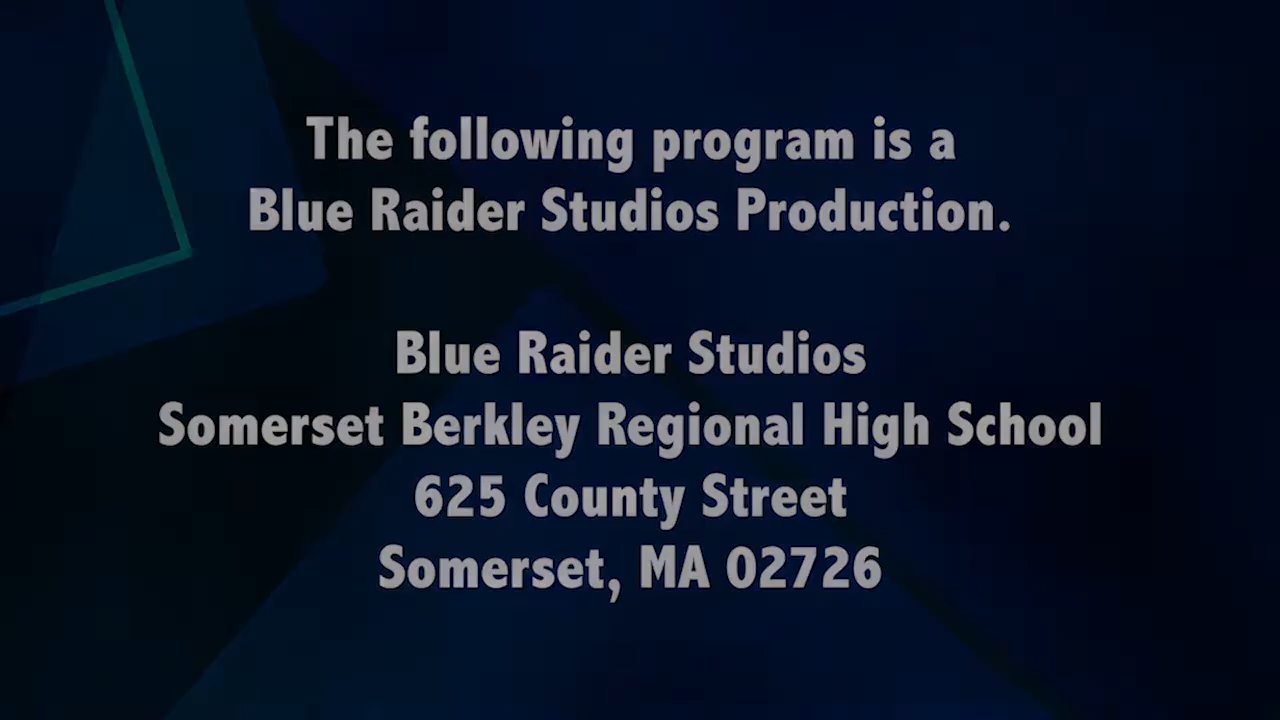 The following program is a
Blue Raider Studios Production.
Blue Raider Studios
Somerset Berkley Regional High School
625 County Street
Somerset, MA 02726